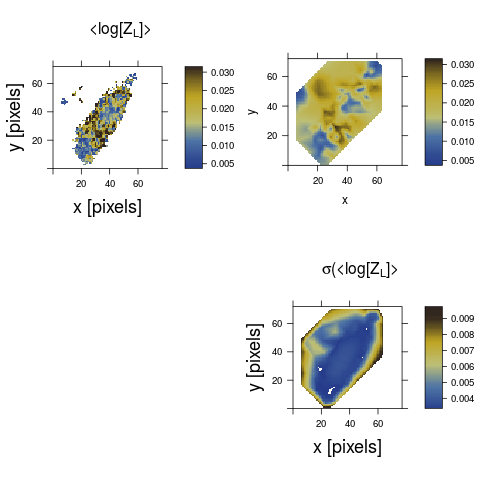 <log[Z_L]>
60
40
20
20 40 60
y [pixels]
x [pixels]
0.030
0.025
0.020
0.015
0.010
0.005
60
40
20
20 40 60
y
x
0.030
0.025
0.020
0.015
0.010
0.005
σ(<log[Z_L]>
60
40
20
20 40 60
y [pixels]
x [pixels]
0.009
0.008
0.007
0.006
0.005
0.004